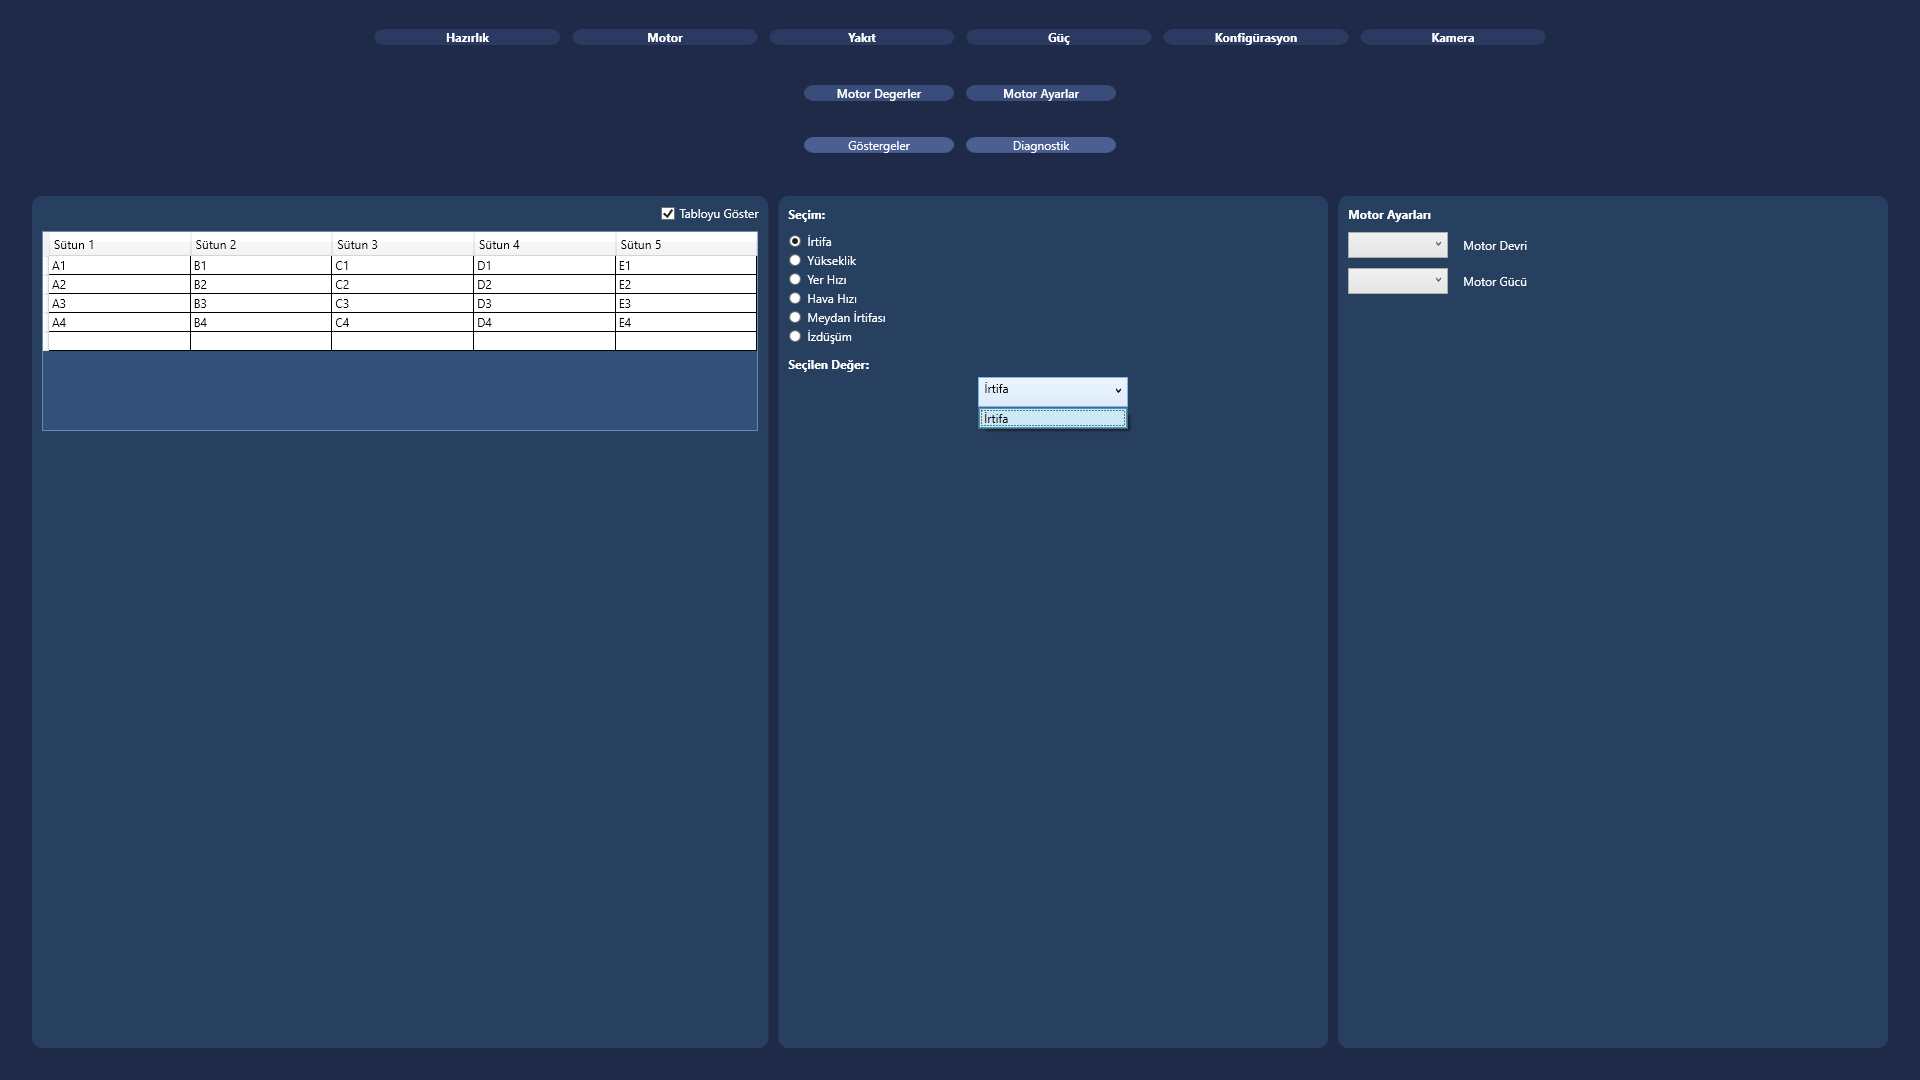 Hazırlık Motor Yakıt Güç Konfigürasyon Kamera
Motor Degerler Motor Ayarlar
Göstergeler Diagnostik
Tabloyu Göster
Sütun 1 Sütun 2 Sütun 3 Sütun 4 Sütun 5
A1 B1 C1 D1 E1
A2 B2 C2 D2 E2
A3 B3 C3 D3 E3
A4 B4 C4 D4 E4
Seçim:
İrtifa
Yükseklik
Yer Hızı
Hava Hızı
Meydan İrtifası
İzdüşüm
Seçilen Değer:
İrtifa
İrtifa
Motor Ayarları
Motor Devri
Motor Gücü